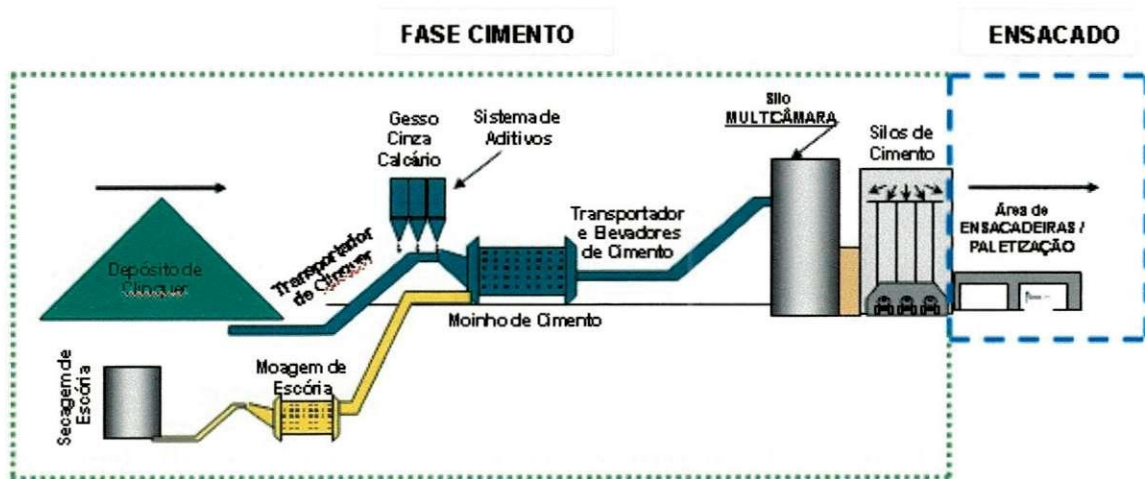 FASE CIMENTO
ENSACADO
Gesso
Cinza
Calcário
Sistema de
Aditivos
Silo
MULTICÂMARA
Silos de
Cimento
Depósito de
Clínquer
Transportador
de Clínquer
Transportador
e Elevadores
de Cimento
Área de
ENSACADEIRAS /
PALETIZAÇÃO
Moinho de Cimento
Secagem de
Escória
Moagem de
Escória